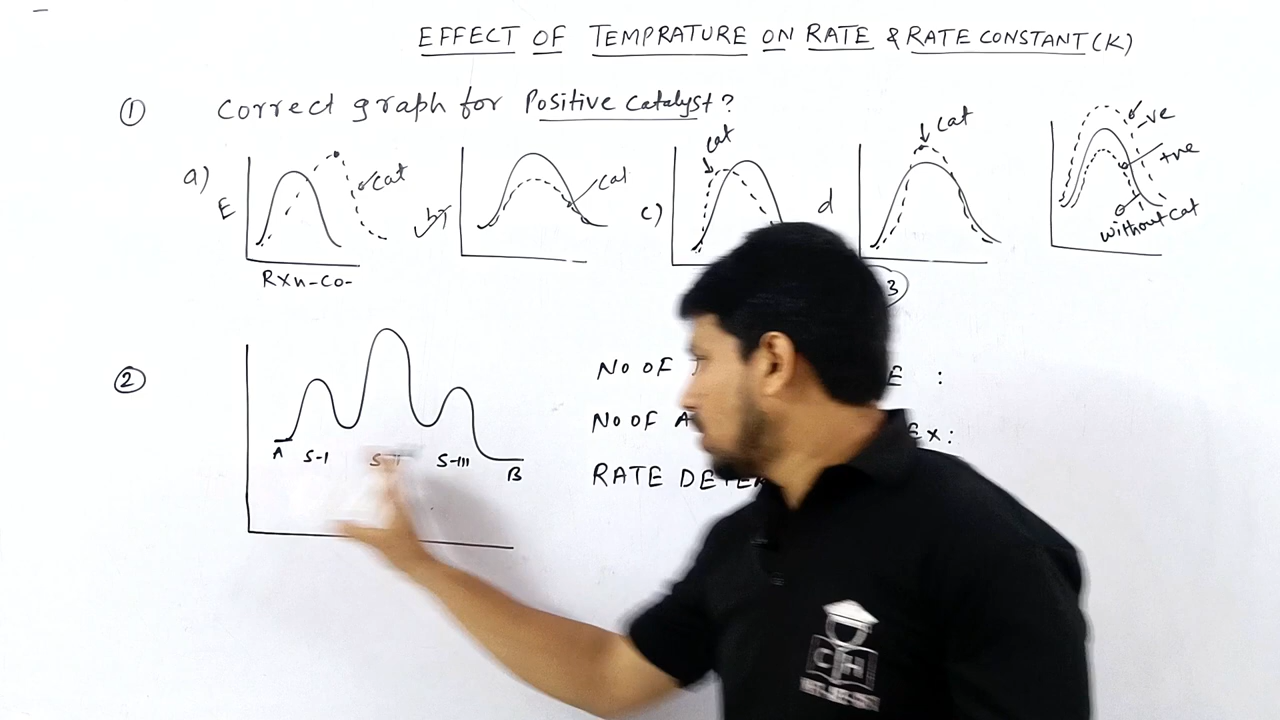 EFFECT OF TEMPRATURE ON RATE & RATE CONSTANT (K)
① Correct graph for Positive Catalyst?
a) E cat Rxn-Co-
b) cat
c) cat
d cat
-ve
+ve
without cat
3
②
A S-I S-III B
NO OF E :
NO OF A EX:
RATE DETER
CH